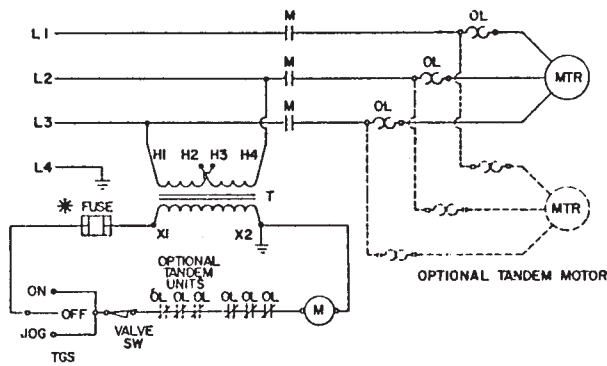 M
OL
L1
L2
M
OL
MTR
L3
M
OL
L4
H1 H2 H3 H4
T
* FUSE
X1 X2
MTR
OPTIONAL TANDEM MOTOR
OPTIONAL
TANDEM
UNITS
OL OL OL OL OL OL
M
ON
OFF
JOG
VALVE
SW
TGS